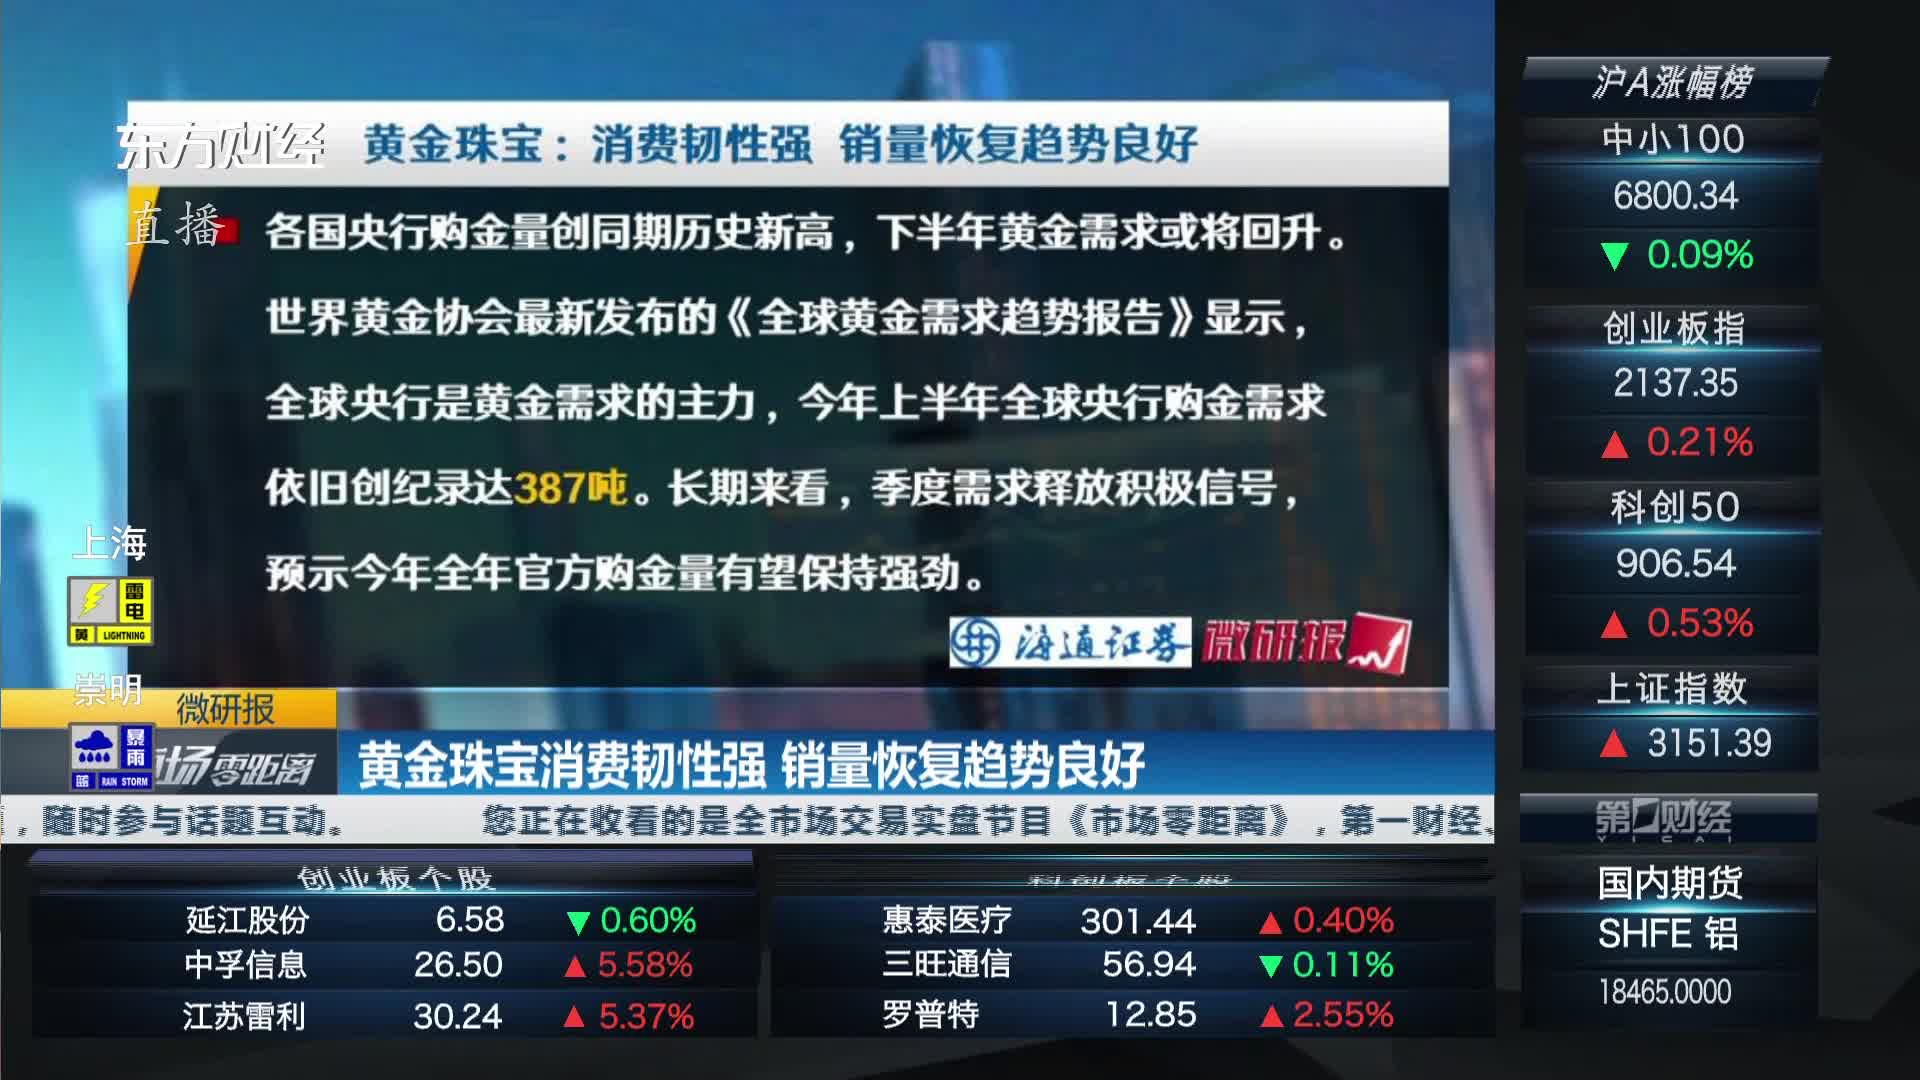 东方财经
直播
黄金珠宝：消费韧性强 销量恢复趋势良好
各国央行购金量创同期历史新高，下半年黄金需求或将回升。
世界黄金协会最新发布的《全球黄金需求趋势报告》显示，
全球央行是黄金需求的主力，今年上半年全球央行购金需求
依旧创纪录达387吨。长期来看，季度需求释放积极信号，
预示今年全年官方购金量有望保持强劲。
海通证券 微研报
上海
雷电
黄 LIGHTNING
崇明
暴雨
蓝 RAIN STORM
微研报
场零距离
黄金珠宝消费韧性强 销量恢复趋势良好
，随时参与话题互动。 您正在收看的是全市场交易实盘节目《市场零距离》，第一财经、
创业板个股
延江股份 6.58 ▼0.60%
中孚信息 26.50 ▲5.58%
江苏雷利 30.24 ▲5.37%
科创板个股
惠泰医疗 301.44 ▲0.40%
三旺通信 56.94 ▼0.11%
罗普特 12.85 ▲2.55%
沪A涨幅榜
中小100
6800.34
▼ 0.09%
创业板指
2137.35
▲ 0.21%
科创50
906.54
▲ 0.53%
上证指数
▲ 3151.39
第一财经
YICAI
国内期货
SHFE 铝
18465.0000